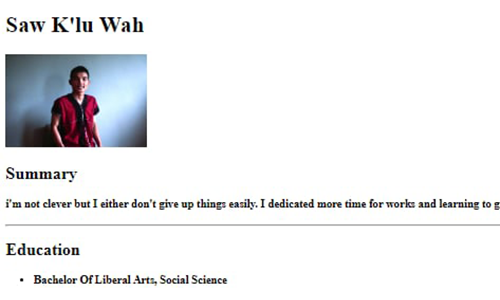 Saw K'lu Wah
Summary
i'm not clever but I either don't give up things easily. I dedicated more time for works and learning to g
Education
• Bachelor Of Liberal Arts, Social Science